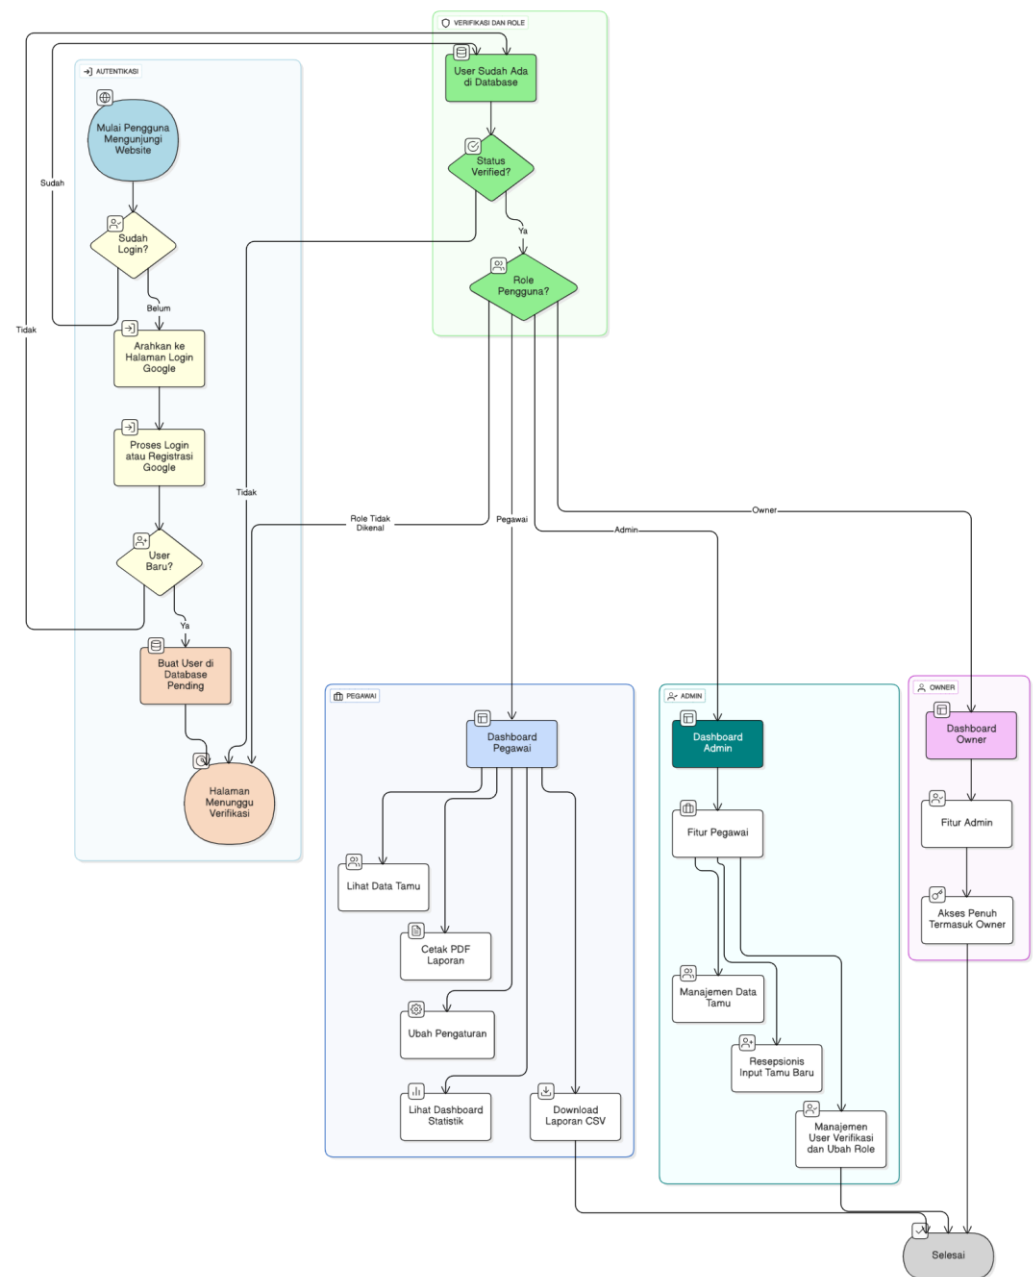 VERIFIKASI DAN ROLE
User Sudah Ada
di Database
Status
Verified?
Ya
Role
Pengguna?
AUTENTIKASI
Mulai Pengguna
Mengunjungi
Website
Sudah
Sudah
Login?
Belum
Tidak
Arahkan ke
Halaman Login
Google
Proses Login
atau Registrasi
Google
Tidak
User
Baru?
Ya
Buat User di
Database
Pending
Halaman
Menunggu
Verifikasi
Role Tidak
Dikenal
Pegawai
Admin
Owner
PEGAWAI
Dashboard
Pegawai
Lihat Data Tamu
Cetak PDF
Laporan
Ubah Pengaturan
Lihat Dashboard
Statistik
Download
Laporan CSV
ADMIN
Dashboard
Admin
Fitur Pegawai
Manajemen Data
Tamu
Resepsionis
Input Tamu Baru
Manajemen
User Verifikasi
dan Ubah Role
OWNER
Dashboard
Owner
Fitur Admin
Akses Penuh
Termasuk Owner
Selesai